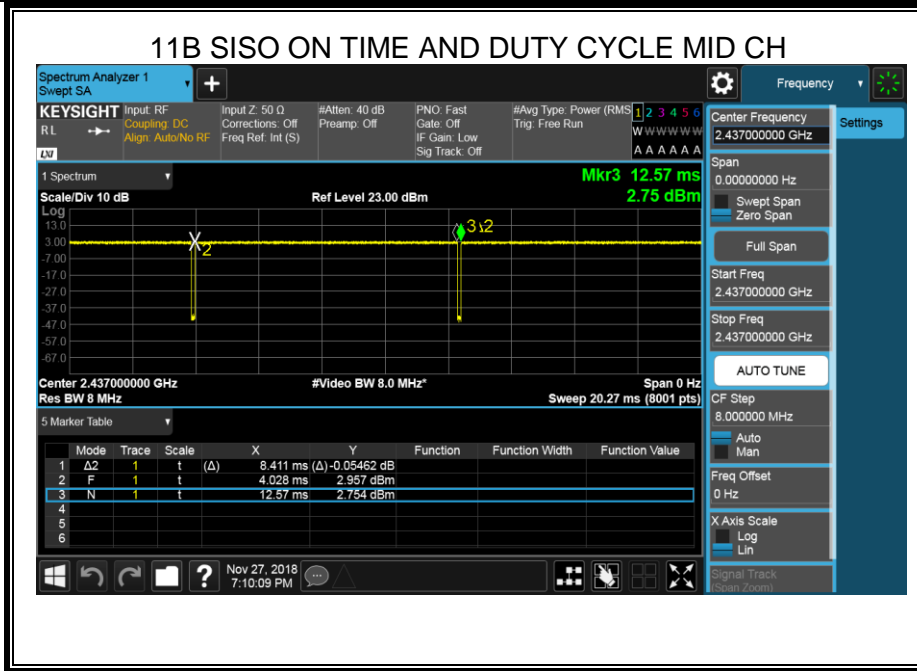 11B SISO ON TIME AND DUTY CYCLE MID CH
Spectrum Analyzer 1
Swept SA
+
Frequency
KEYSIGHT
RL
LXI
Input: RF
Coupling: DC
Align: Auto/No RF
Input Z: 50 Ω
Corrections: Off
Freq Ref: Int (S)
#Atten: 40 dB
Preamp: Off
PNO: Fast
Gate: Off
IF Gain: Low
Sig Track: Off
#Avg Type: Power (RMS
Trig: Free Run
1 2 3 4 5 6
W W W W W W
A A A A A A
Center Frequency
2.437000000 GHz
Settings
Span
0.00000000 Hz
Swept Span
Zero Span
Full Span
Start Freq
2.437000000 GHz
Stop Freq
2.437000000 GHz
AUTO TUNE
CF Step
8.000000 MHz
Auto
Man
Freq Offset
0 Hz
X Axis Scale
Log
Lin
Signal Track
(Span Zoom)
1 Spectrum
Mkr3 12.57 ms
Scale/Div 10 dB
Ref Level 23.00 dBm
2.75 dBm
Log
13.0
3.00
-7.00
-17.0
-27.0
-37.0
-47.0
-57.0
-67.0
2
3
2
Center 2.437000000 GHz
#Video BW 8.0 MHz*
Span 0 Hz
Res BW 8 MHz
Sweep 20.27 ms (8001 pts)
5 Marker Table
Mode Trace Scale X Y Function Function Width Function Value
1 Δ2 1 t (Δ) 8.411 ms (Δ) -0.05462 dB
2 F 1 t 4.028 ms 2.957 dBm
3 N 1 t 12.57 ms 2.754 dBm
4
5
6
?
Nov 27, 2018
7:10:09 PM